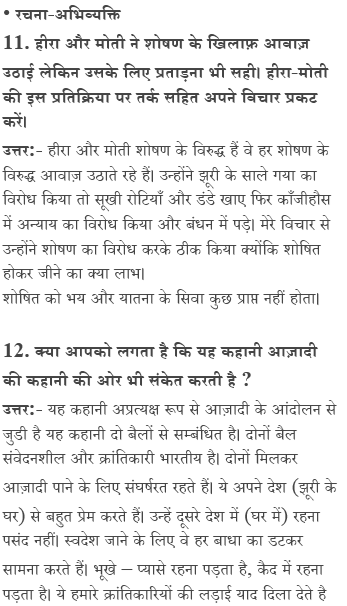 • रचना-अभिव्यक्ति
11. हीरा और मोती ने शोषण के खिलाफ़ आवाज़
उठाई लेकिन उसके लिए प्रताड़ना भी सही। हीरा-मोती
की इस प्रतिक्रिया पर तर्क सहित अपने विचार प्रकट
करें।
उत्तर:- हीरा और मोती शोषण के विरुद्ध हैं वे हर शोषण के
विरुद्ध आवाज़ उठाते रहे हैं। उन्होंने झूरी के साले गया का
विरोध किया तो सूखी रोटियाँ और डंडे खाए फिर काँजीहौस
में अन्याय का विरोध किया और बंधन में पड़े। मेरे विचार से
उन्होंने शोषण का विरोध करके ठीक किया क्योंकि शोषित
होकर जीने का क्या लाभ।
शोषित को भय और यातना के सिवा कुछ प्राप्त नहीं होता।
12. क्या आपको लगता है कि यह कहानी आज़ादी
की कहानी की ओर भी संकेत करती है ?
उत्तर:- यह कहानी अप्रत्यक्ष रूप से आज़ादी के आंदोलन से
जुडी है यह कहानी दो बैलों से सम्बंधित है। दोनों बैल
संवेदनशील और क्रांतिकारी भारतीय है। दोनों मिलकर
आज़ादी पाने के लिए संघर्षरत रहते हैं। ये अपने देश (झूरी के
घर) से बहुत प्रेम करते हैं। उन्हें दूसरे देश में (घर में) रहना
पसंद नहीं। स्वदेश जाने के लिए वे हर बाधा का डटकर
सामना करते हैं। भूखे – प्यासे रहना पड़ता है, कैद में रहना
पड़ता है। ये हमारे क्रांतिकारियों की लड़ाई याद दिला देते है